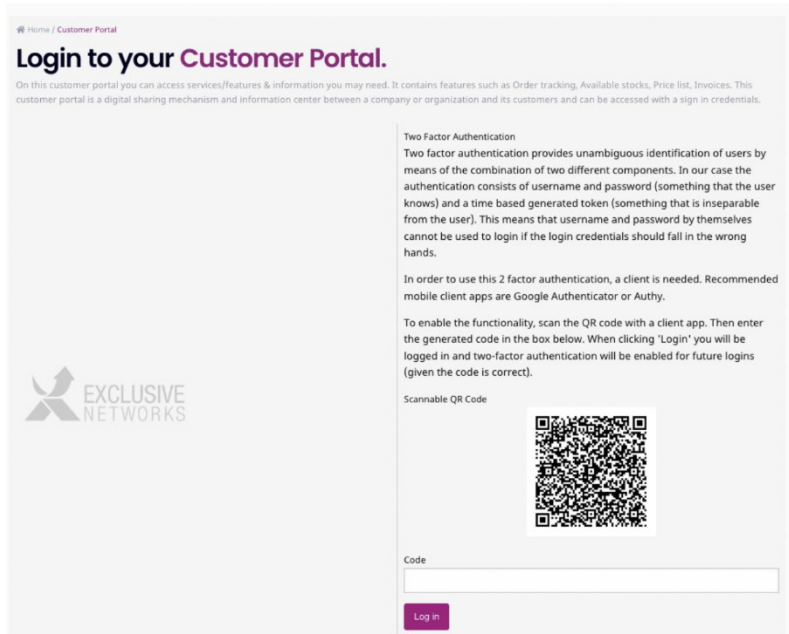 Home / Customer Portal
Login to your Customer Portal.
On this customer portal you can access services/features & information you may need. It contains features such as Order tracking, Available stocks, Price list, Invoices. This
customer portal is a digital sharing mechanism and information center between a company or organization and its customers and can be accessed with a sign in credentials.
Two Factor Authentication
Two factor authentication provides unambiguous identification of users by
means of the combination of two different components. In our case the
authentication consists of username and password (something that the user
knows) and a time based generated token (something that is inseparable
from the user). This means that username and password by themselves
cannot be used to login if the login credentials should fall in the wrong
hands.
In order to use this 2 factor authentication, a client is needed. Recommended
mobile client apps are Google Authenticator or Authy.
To enable the functionality, scan the QR code with a client app. Then enter
the generated code in the box below. When clicking 'Login' you will be
logged in and two-factor authentication will be enabled for future logins
(given the code is correct).
EXCLUSIVE
NETWORKS
Scannable QR Code
Code
Log in